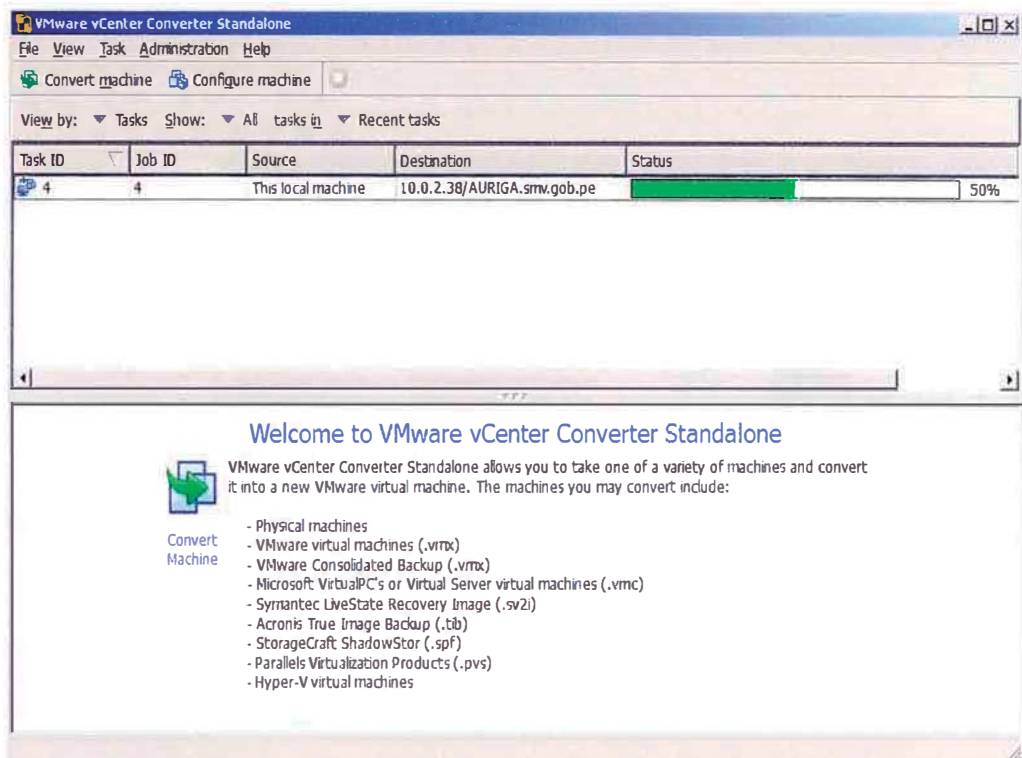 VMware vCenter Converter Standalone
File View Task Administration Help
Convert machine Configure machine
View by: Tasks Show: All tasks in Recent tasks
Task ID Job ID Source Destination Status
4 4 This local machine 10.0.2.38/AURIGA.smv.gob.pe 50%
Welcome to VMware vCenter Converter Standalone
VMware vCenter Converter Standalone allows you to take one of a variety of machines and convert
it into a new VMware virtual machine. The machines you may convert include:
Convert
Machine
- Physical machines
- VMware virtual machines (.vmx)
- VMware Consolidated Backup (.vmx)
- Microsoft VirtualPC's or Virtual Server virtual machines (.vmc)
- Symantec LiveState Recovery Image (.sv2i)
- Acronis True Image Backup (.tib)
- StorageCraft ShadowStor (.spf)
- Parallels Virtualization Products (.pvs)
- Hyper-V virtual machines